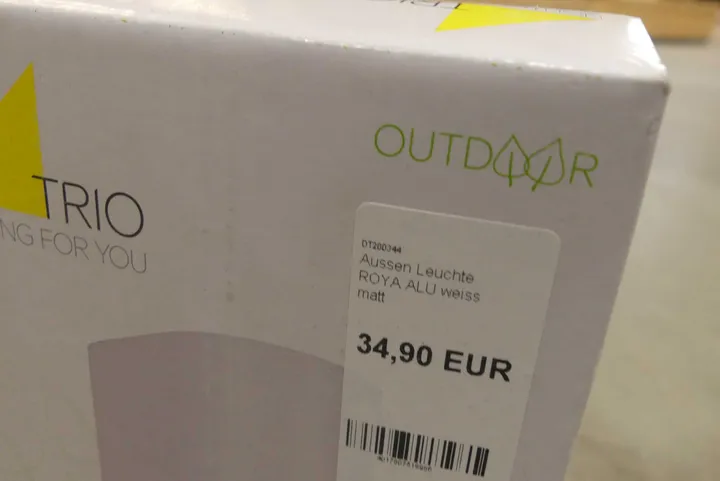 OUTDOOR
TRIO
NG FOR YOU
DT200744
Aussen Leuchte
ROYA ALU weiss
matt
34,90 EUR